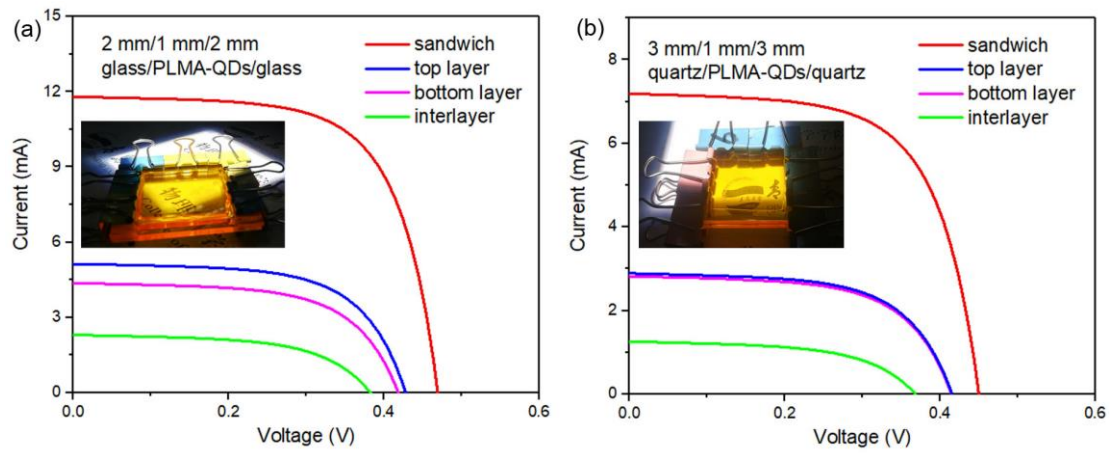 (a)
2 mm/1 mm/2 mm
glass/PLMA-QDs/glass
sandwich
top layer
bottom layer
interlayer
15
12
9
6
3
0
0.0
0.2
0.4
0.6
Current (mA)
Voltage (V)
(b)
3 mm/1 mm/3 mm
quartz/PLMA-QDs/quartz
sandwich
top layer
bottom layer
interlayer
8
6
4
2
0
0.0
0.2
0.4
0.6
Current (mA)
Voltage (V)